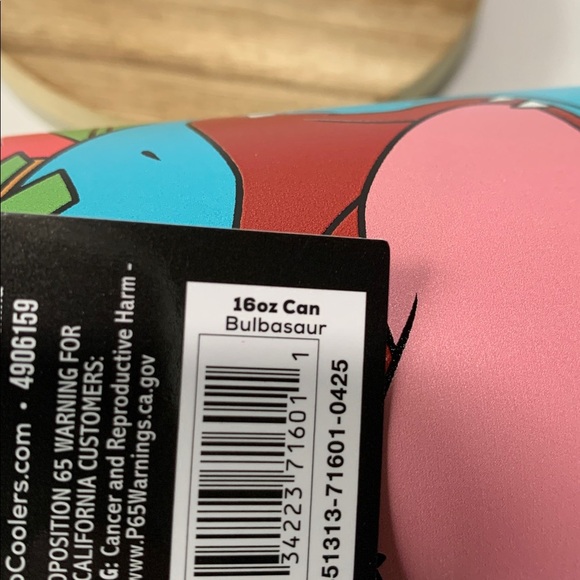 16oz Can
Bulbasaur
34223 71601 1
51313-71601-0425
oCoolers.com • 4906159
OPOSITION 65 WARNING FOR
CALIFORNIA CUSTOMERS:
G: Cancer and Reproductive Harm -
www.P65Warnings.ca.gov